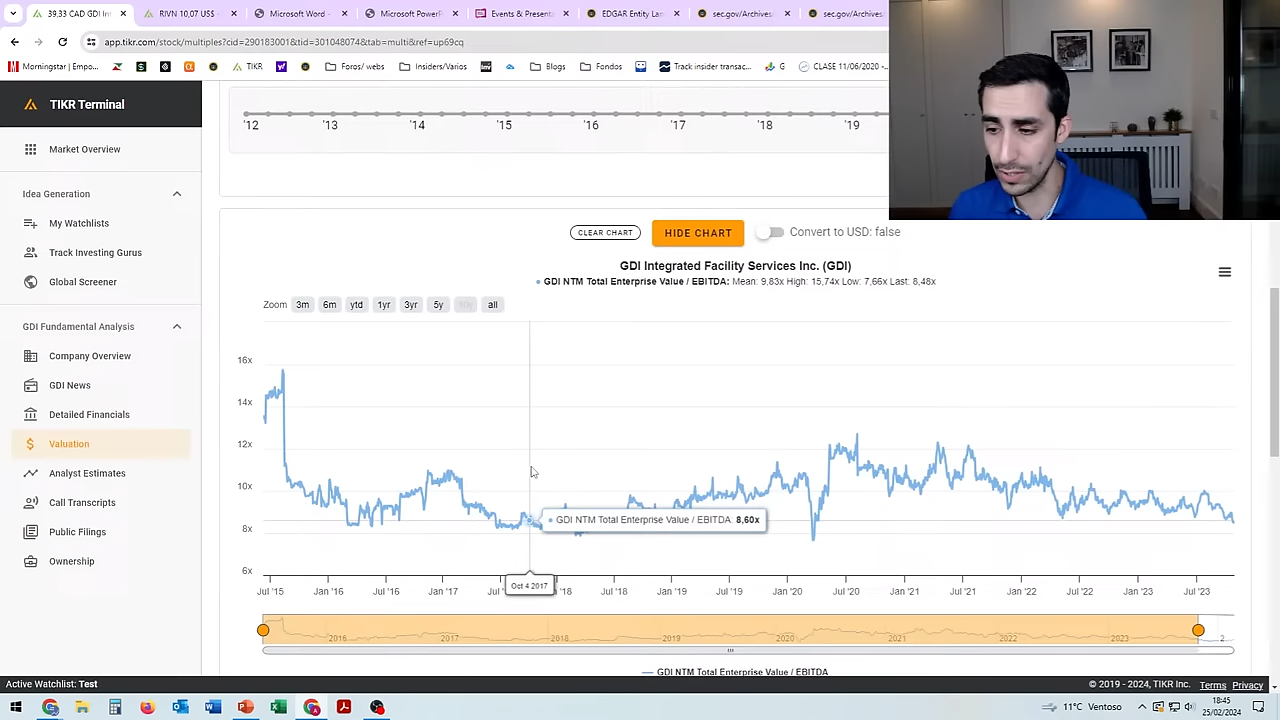 39,33 CAD GDI In
RIVN 10,07 US$
Microsoft Word -
Microsoft PowerF
Events & Presenta
EDGAR Entity Lan
sec.gov/Archives
sec.gov/Archives/
app.tikr.com/stock/multiples?cid=29018300&tid=301048074&tab=multi&ref=up69cq
Morningstar | Empo...
TIKR
Foros/webs
Insiders/Varios
Blogs
Fondos
Track insider transac...
G
CLASE 11/06/2020 -...
TIKR Terminal
Market Overview
Idea Generation
My Watchlists
Track Investing Gurus
Global Screener
GDI Fundamental Analysis
Company Overview
GDI News
Detailed Financials
Valuation
Analyst Estimates
Call Transcripts
Public Filings
Ownership
'12 '13 '14 '15 '16 '17 '18 '19
CLEAR CHART
HIDE CHART
Convert to USD: false
GDI Integrated Facility Services Inc. (GDI)
GDI NTM Total Enterprise Value / EBITDA: Mean: 9,83x High: 15,74x Low: 7,66x Last: 8,48x
Zoom 3m 6m ytd 1yr 3yr 5y 10y all
16x
14x
12x
10x
8x
6x
GDI NTM Total Enterprise Value / EBITDA: 8,60x
Oct 4 2017
Jul '15 Jan '16 Jul '16 Jan '17 Jul '18 Jul '18 Jan '19 Jul '19 Jan '20 Jul '20 Jan '21 Jul '21 Jan '22 Jul '22 Jan '23 Jul '23
2016 2017 2018 2019 2020 2021 2022 2023 2
GDI NTM Total Enterprise Value / EBITDA
Active Watchlist: Test
© 2019 - 2024, TIKR Inc. Terms Privacy
11°C Ventoso
18:45
25/02/2024